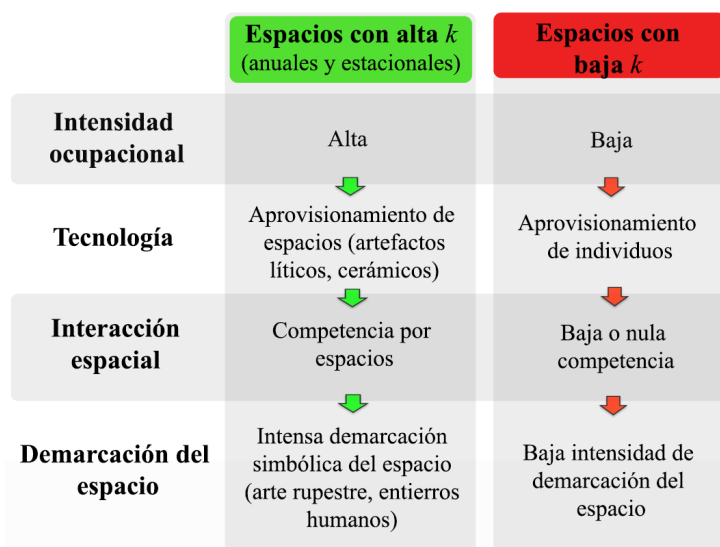 Espacios con alta k
(anuales y estacionales)
Espacios con
baja k
Intensidad
ocupacional
Alta
Baja
Tecnología
Aprovisionamiento de
espacios (artefactos
líticos, cerámicos)
Aprovisionamiento
de individuos
Interacción
espacial
Competencia por
espacios
Baja o nula
competencia
Demarcación del
espacio
Intensa demarcación
simbólica del espacio
(arte rupestre, entierros
humanos)
Baja intensidad de
demarcación del
espacio